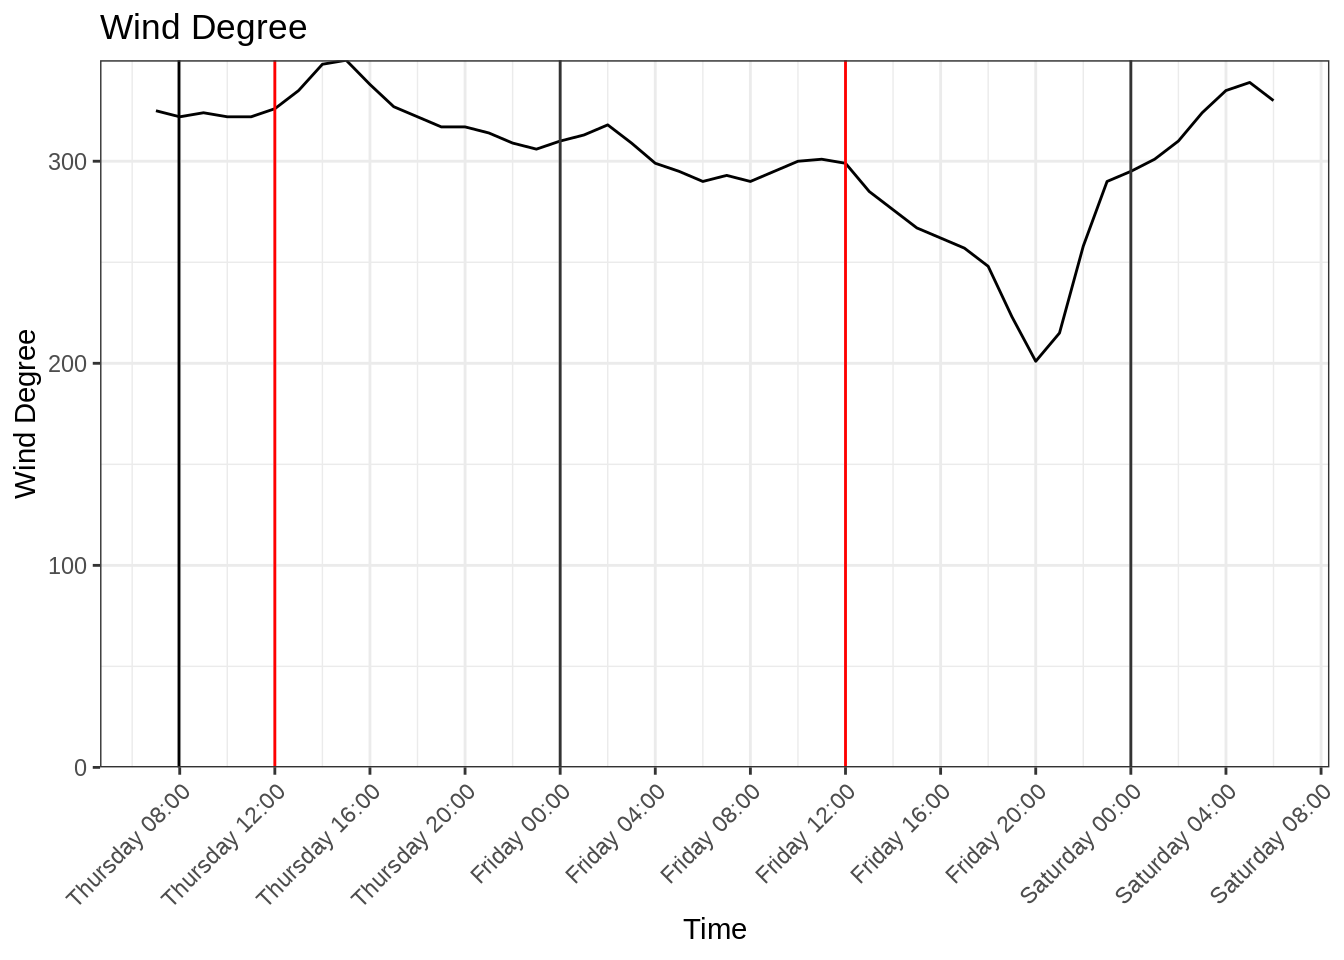 Wind Degree
Wind Degree
300
200
100
0
Thursday 08:00
Thursday 12:00
Thursday 16:00
Thursday 20:00
Friday 00:00
Friday 04:00
Friday 08:00
Friday 12:00
Friday 16:00
Friday 20:00
Saturday 00:00
Saturday 04:00
Saturday 08:00
Time